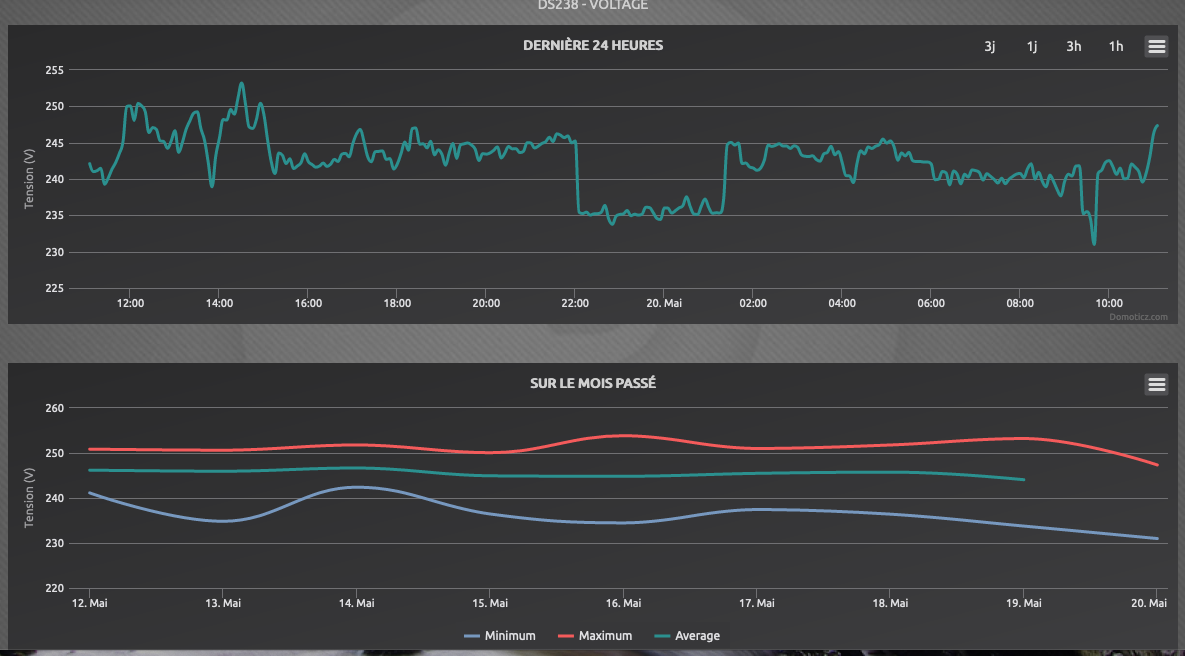 DS238 - VOLTAGE
DERNIÈRE 24 HEURES
3j 1j 3h 1h
Tension (V)
255
250
245
240
235
230
225
12:00 14:00 16:00 18:00 20:00 22:00 20. Mai 02:00 04:00 06:00 08:00 10:00
Domoticz.com
SUR LE MOIS PASSÉ
Tension (V)
260
250
240
230
220
12. Mai 13. Mai 14. Mai 15. Mai 16. Mai 17. Mai 18. Mai 19. Mai 20. Mai
Minimum Maximum Average